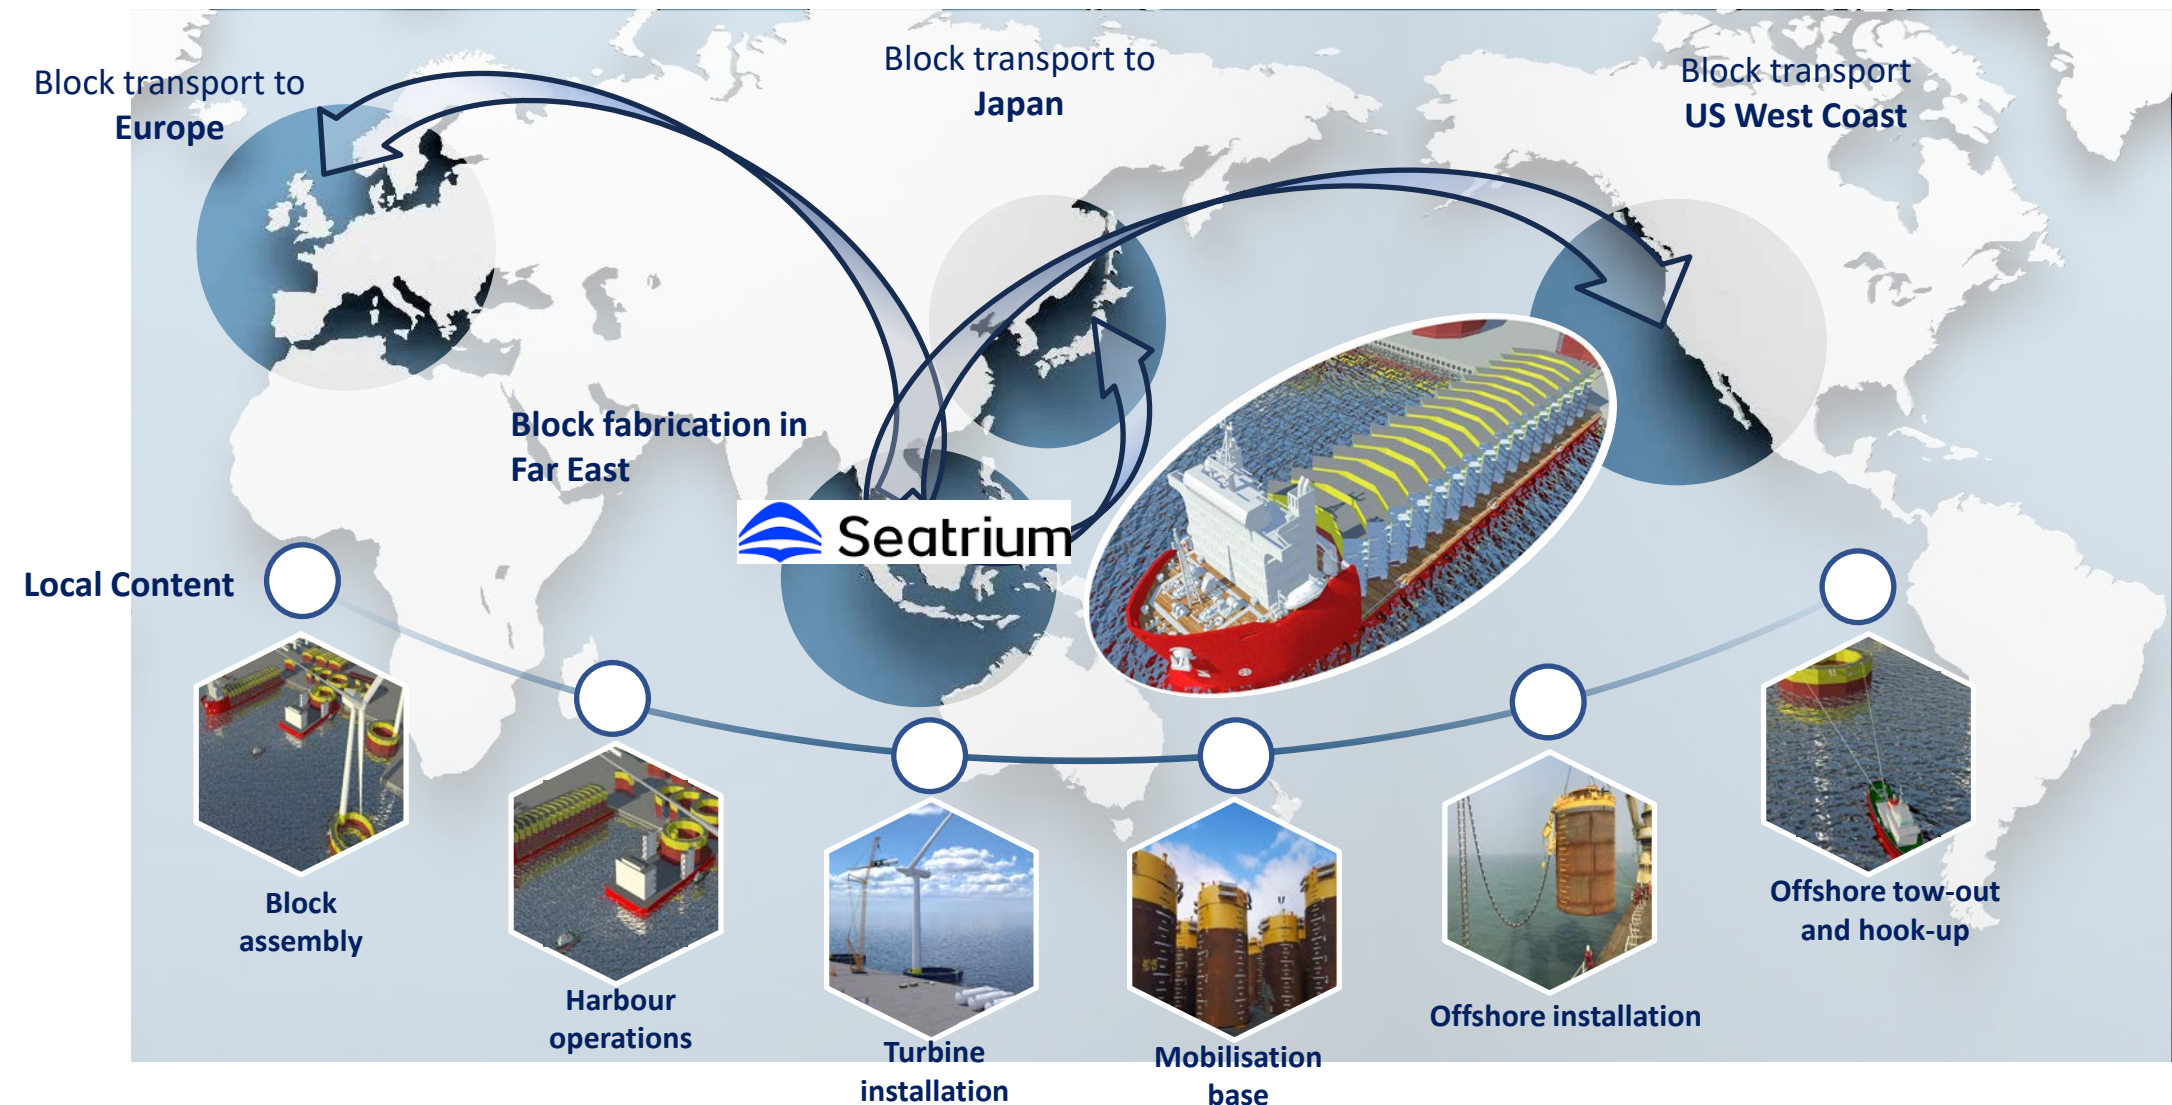 Block transport to
Europe
Block transport to
Japan
Block transport
US West Coast
Block fabrication in
Far East
Seatrium
Local Content
Block
assembly
Harbour
operations
Turbine
installation
Mobilisation
base
Offshore installation
Offshore tow-out
and hook-up